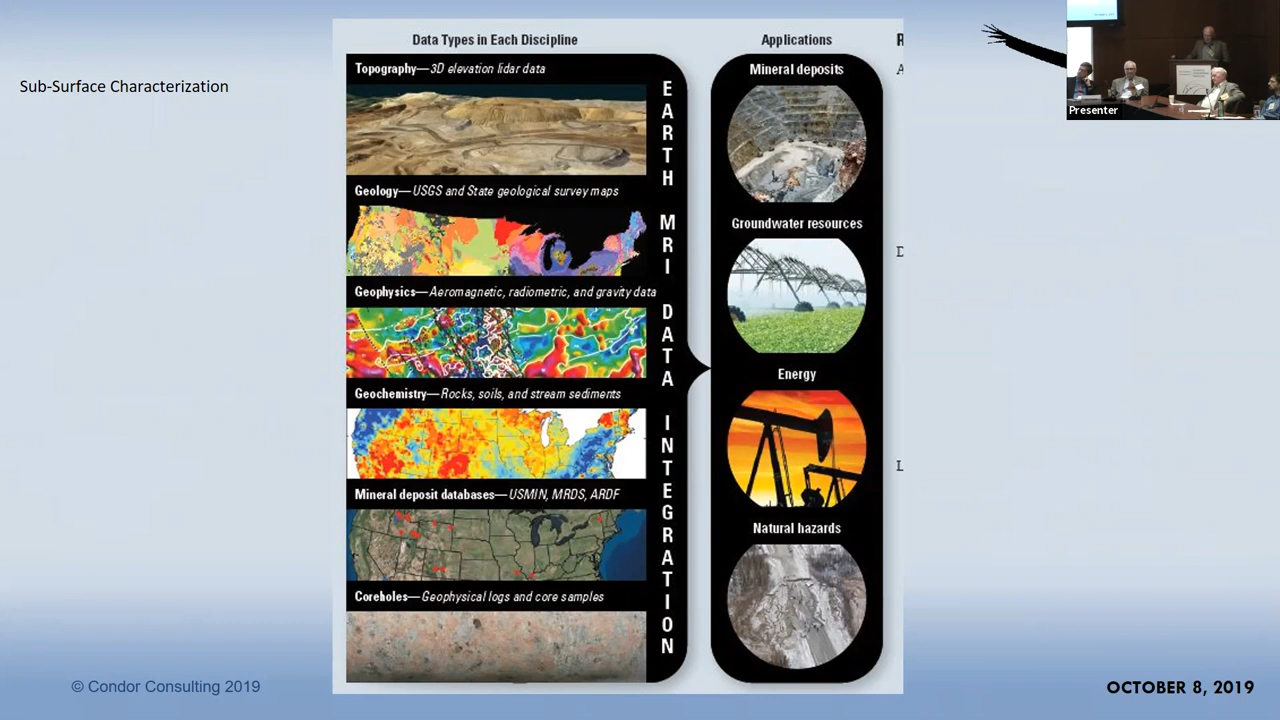 Sub-Surface Characterization
Data Types in Each Discipline
Topography—3D elevation lidar data
Geology—USGS and State geological survey maps
Geophysics—Aeromagnetic, radiometric, and gravity data
Geochemistry—Rocks, soils, and stream sediments
Mineral deposit databases—USMIN, MRDS, ARDF
Coreholes—Geophysical logs and core samples
EARTH MRI DATA INTEGRATION
Applications
Mineral deposits
Groundwater resources
Energy
Natural hazards
Presenter
© Condor Consulting 2019
OCTOBER 8, 2019